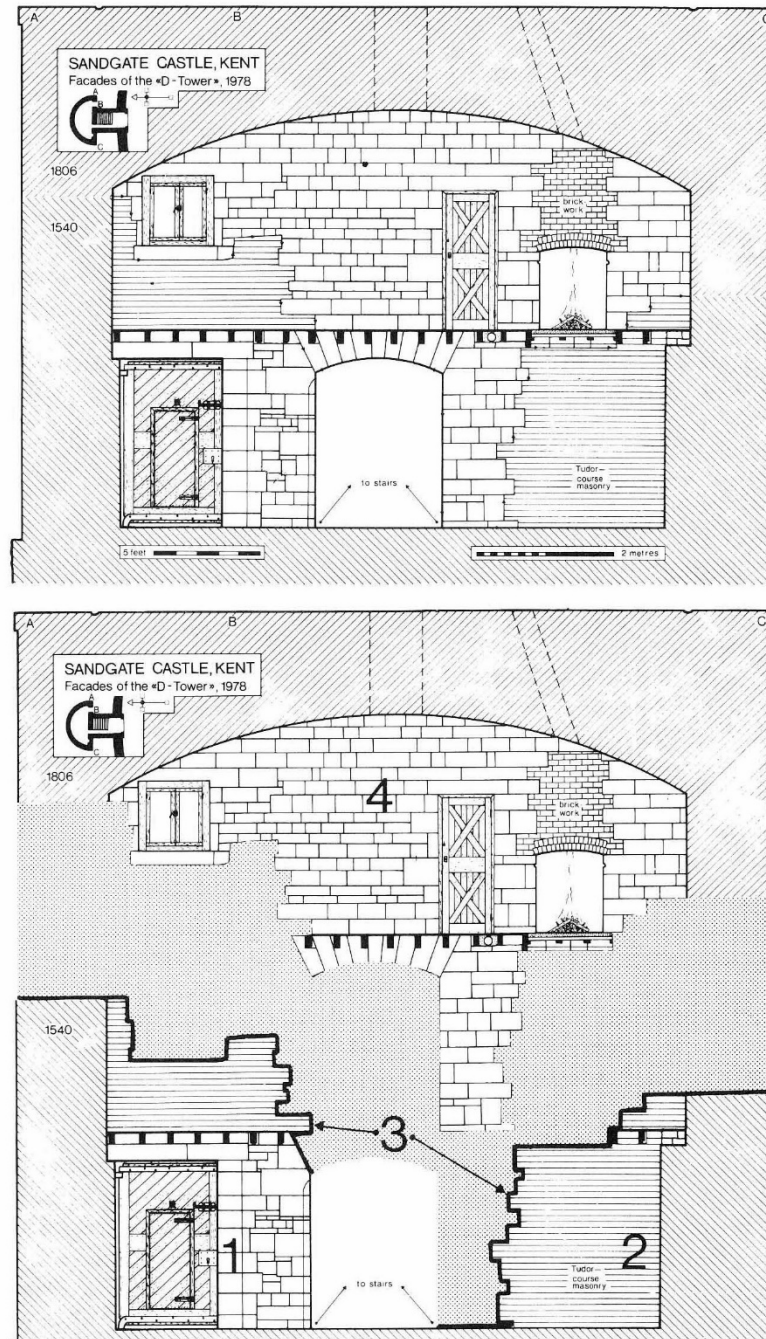 A
B
C
SANDGATE CASTLE, KENT
Facades of the «D-Tower», 1978
A
B
C
1806
1540
brick
work
to stairs
Tudor—
course
masonry
5 feet
2 metres
A
B
C
SANDGATE CASTLE, KENT
Facades of the «D-Tower», 1978
A
B
C
1806
4
brick
work
1540
3
1
2
to stairs
Tudor—
course
masonry